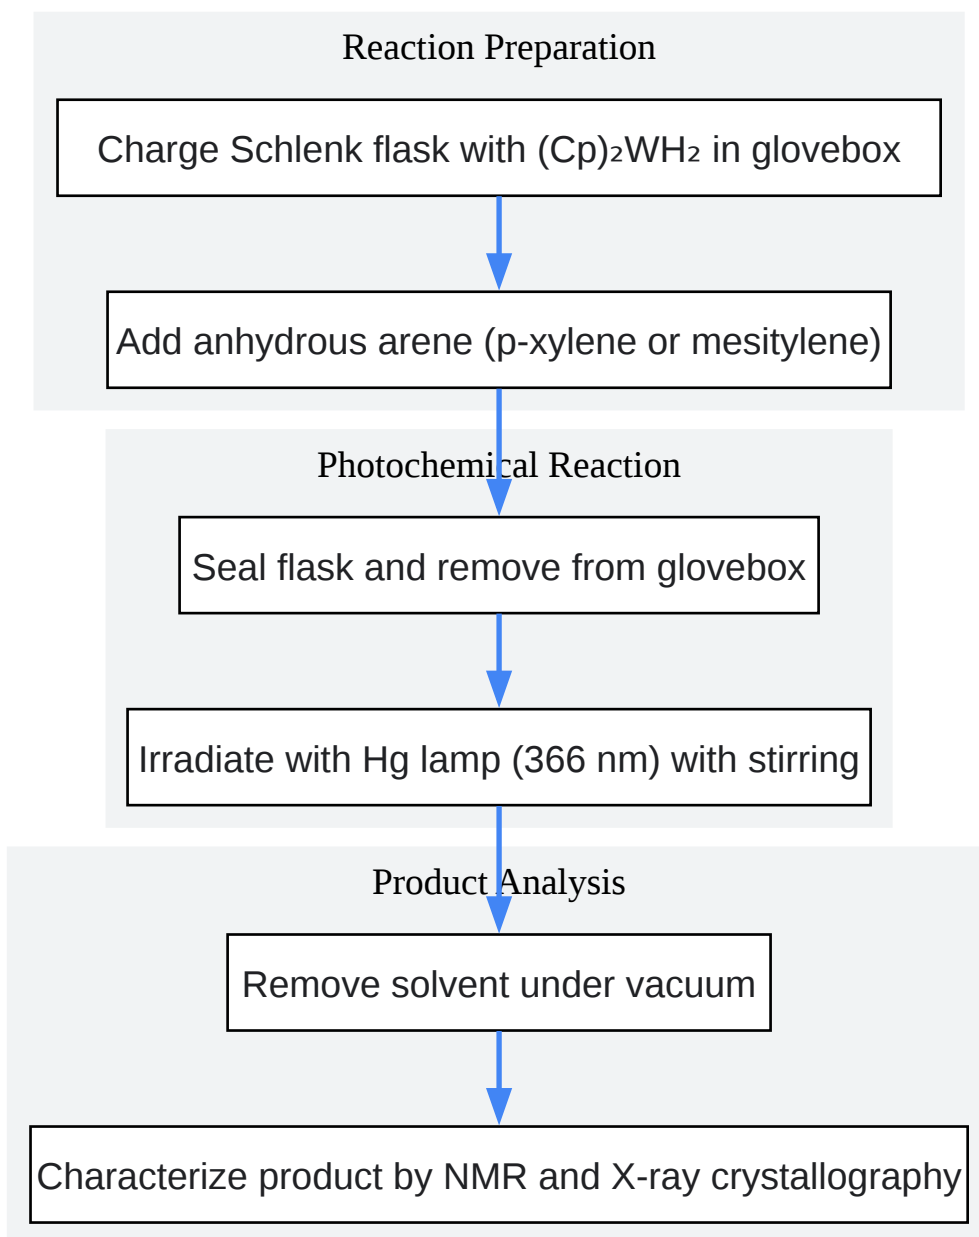 Reaction Preparation
Charge Schlenk flask with (Cp)₂WH₂ in glovebox
Add anhydrous arene (p-xylene or mesitylene)
Photochemical Reaction
Seal flask and remove from glovebox
Irradiate with Hg lamp (366 nm) with stirring
Product Analysis
Remove solvent under vacuum
Characterize product by NMR and X-ray crystallography